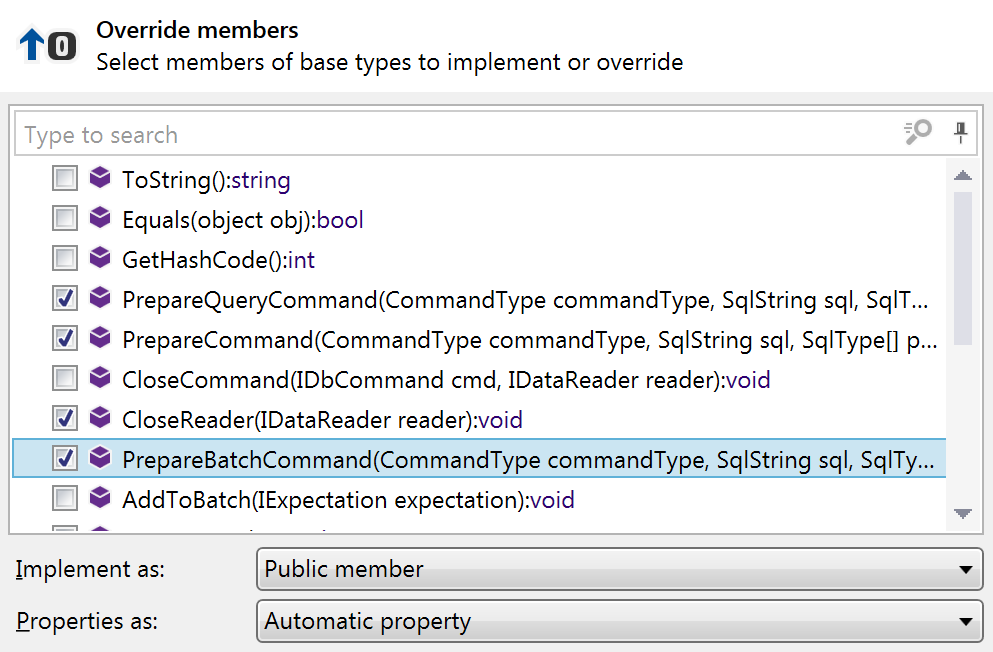 Override members
Select members of base types to implement or override
Type to search
ToString():string
Equals(object obj):bool
GetHashCode():int
PrepareQueryCommand(CommandType commandType, SqlString sql, SqlT...
PrepareCommand(CommandType commandType, SqlString sql, SqlType[] p...
CloseCommand(IDbCommand cmd, IDataReader reader):void
CloseReader(IDataReader reader):void
PrepareBatchCommand(CommandType commandType, SqlString sql, SqlTy...
AddToBatch(IExpectation expectation):void
Implement as:
Public member
Properties as:
Automatic property